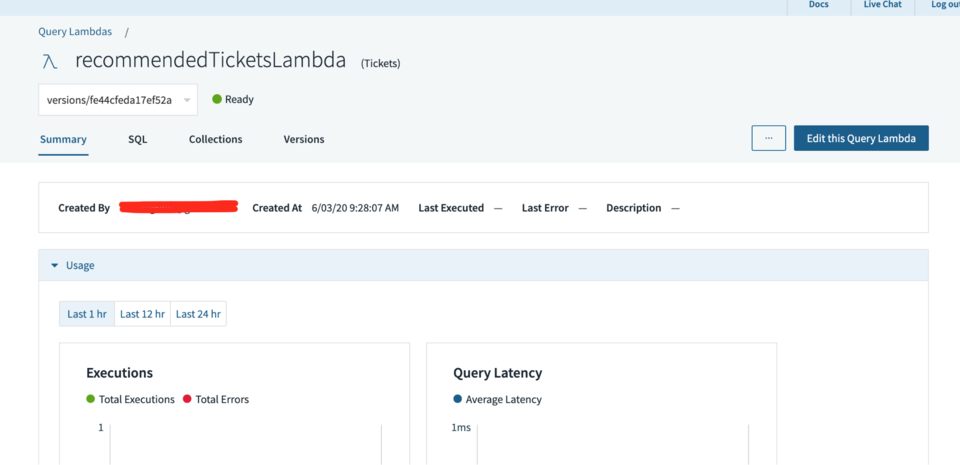 Docs Live Chat Log out
Query Lambdas /
recommendedTicketsLambda (Tickets)
versions/fe44cfeda17ef52a Ready
Summary SQL Collections Versions ... Edit this Query Lambda
Created By Created At 6/03/20 9:28:07 AM Last Executed — Last Error — Description —
Usage
Last 1 hr Last 12 hr Last 24 hr
Executions Query Latency
Total Executions Total Errors Average Latency
1 1ms